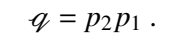 𝓆 = p₂p₁ .